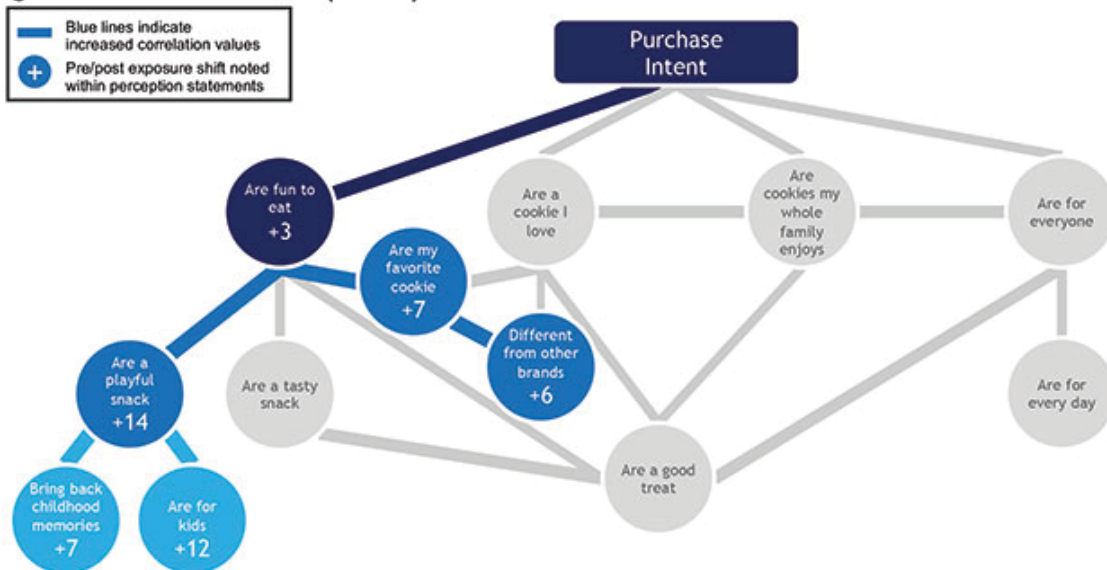 Blue lines indicate
increased correlation values
+
Pre/post exposure shift noted
within perception statements
Purchase
Intent
Are fun to
eat
+3
Are a
cookie I
love
Are
cookies my
whole
family
enjoys
Are for
everyone
Are my
favorite
cookie
+7
Different
from other
brands
+6
Are a
playful
snack
+14
Are a tasty
snack
Are for
every day
Are a good
treat
Bring back
childhood
memories
+7
Are for
kids
+12